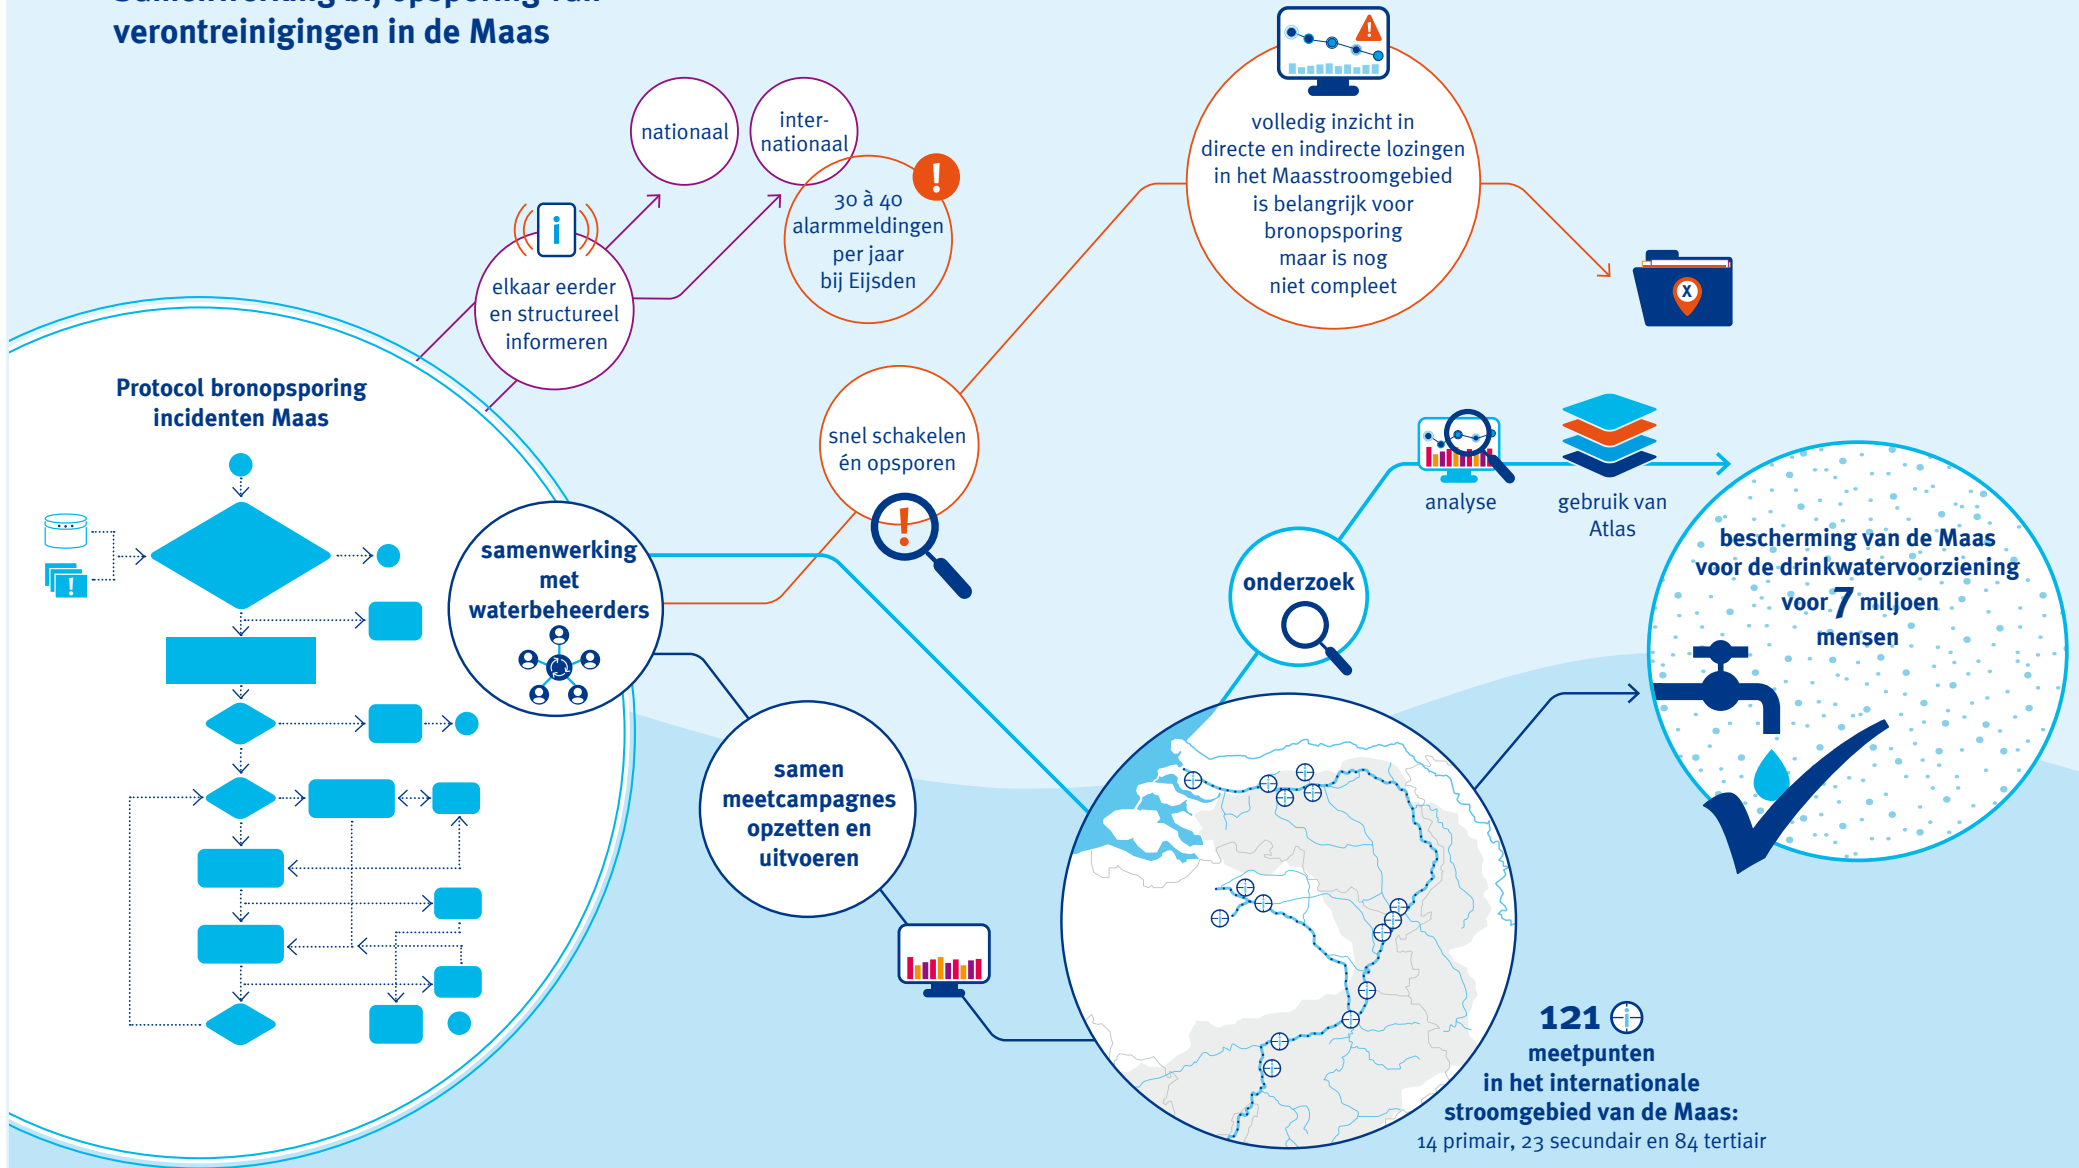 Samenwerking bij opsporing van
verontreinigingen in de Maas
nationaal
inter-
nationaal
30 à 40
alarmmeldingen
per jaar
bij Eijsden
elkaar eerder
en structureel
informeren
volledig inzicht in
directe en indirecte lozingen
in het Maasstroomgebied
is belangrijk voor
bronopsporing
maar is nog
niet compleet
X
Protocol bronopsporing
incidenten Maas
snel schakelen
én opsporen
samenwerking
met
waterbeheerders
samen
meetcampagnes
opzetten en
uitvoeren
onderzoek
analyse
gebruik van
Atlas
bescherming van de Maas
voor de drinkwatervoorziening
voor 7 miljoen
mensen
121
meetpunten
in het internationale
stroomgebied van de Maas:
14 primair, 23 secundair en 84 tertiair